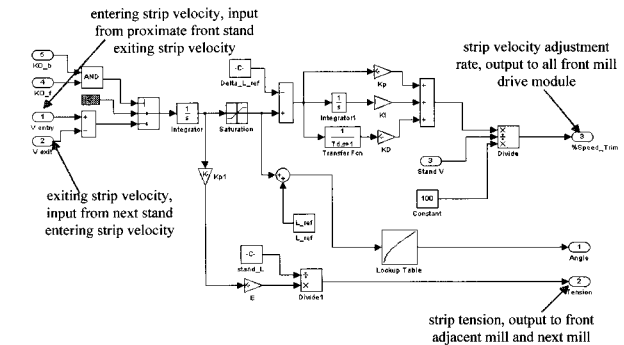 entering strip velocity, input
from proximate front stand
exiting strip velocity
strip velocity adjustment
rate, output to all front mill
drive module
5
KO_b
4
KO_f
AND
1
V entry
2
V exit
1
s
Integrator
Saturation
-C-
Delta_L_ref
Kp
1
s
Integrator1
KI
1
Td.s+1
Transfer Fcn
KD
3
Stand V
100
Constant
Divide
3
%Speed_Trim
Kp1
L_ref
L_ref
Lookup Table
1
Angle
-C-
stand_L
E
Divide1
2
Tension
exiting strip velocity,
input from next stand
entering strip velocity
strip tension, output to front
adjacent mill and next mill